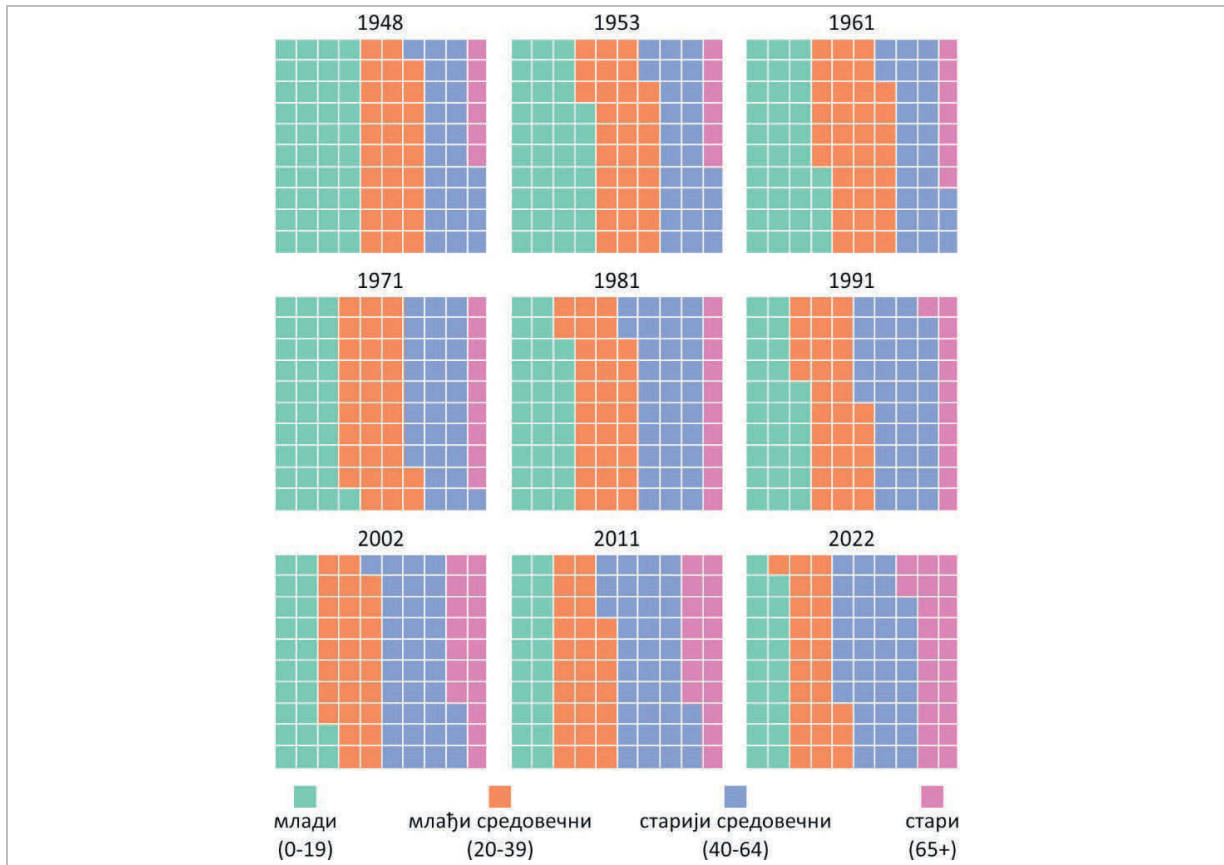 1948 1953 1961
1971 1981 1991
2002 2011 2022
млади млађи средовечни старији средовечни стари
(0-19) (20-39) (40-64) (65+)